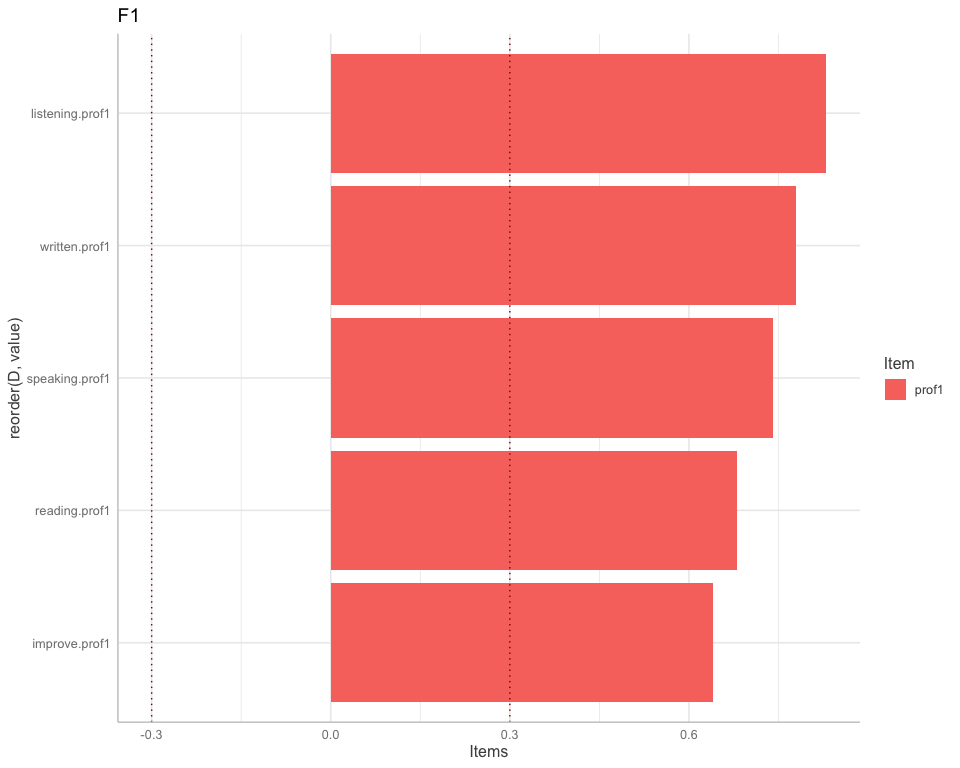 F1
listening.prof1
written.prof1
speaking.prof1
reading.prof1
improve.prof1
reorder(D, value)
-0.3 0.0 0.3 0.6
Items
Item
prof1